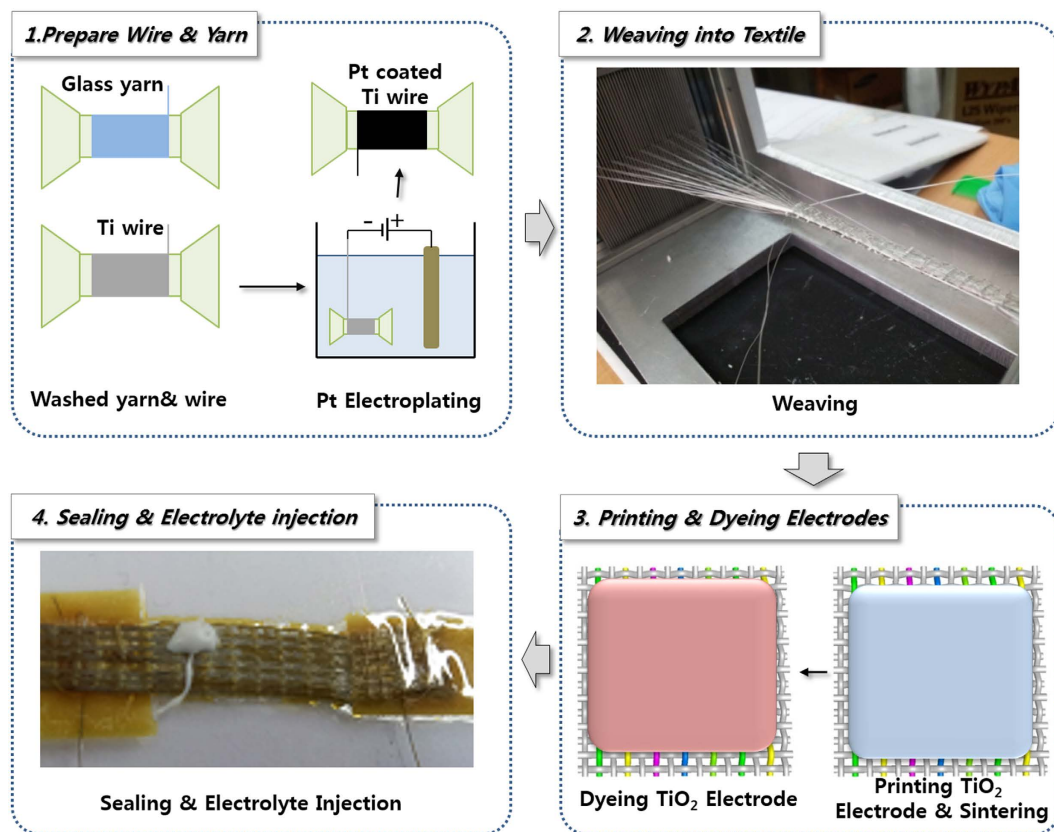 1.Prepare Wire & Yarn
Glass yarn
Pt coated
Ti wire
Ti wire
- +
Washed yarn& wire
Pt Electroplating
2. Weaving into Textile
L25 Wiper
Weaving
3. Printing & Dyeing Electrodes
Dyeing TiO₂ Electrode
Printing TiO₂
Electrode & Sintering
4. Sealing & Electrolyte injection
Sealing & Electrolyte Injection